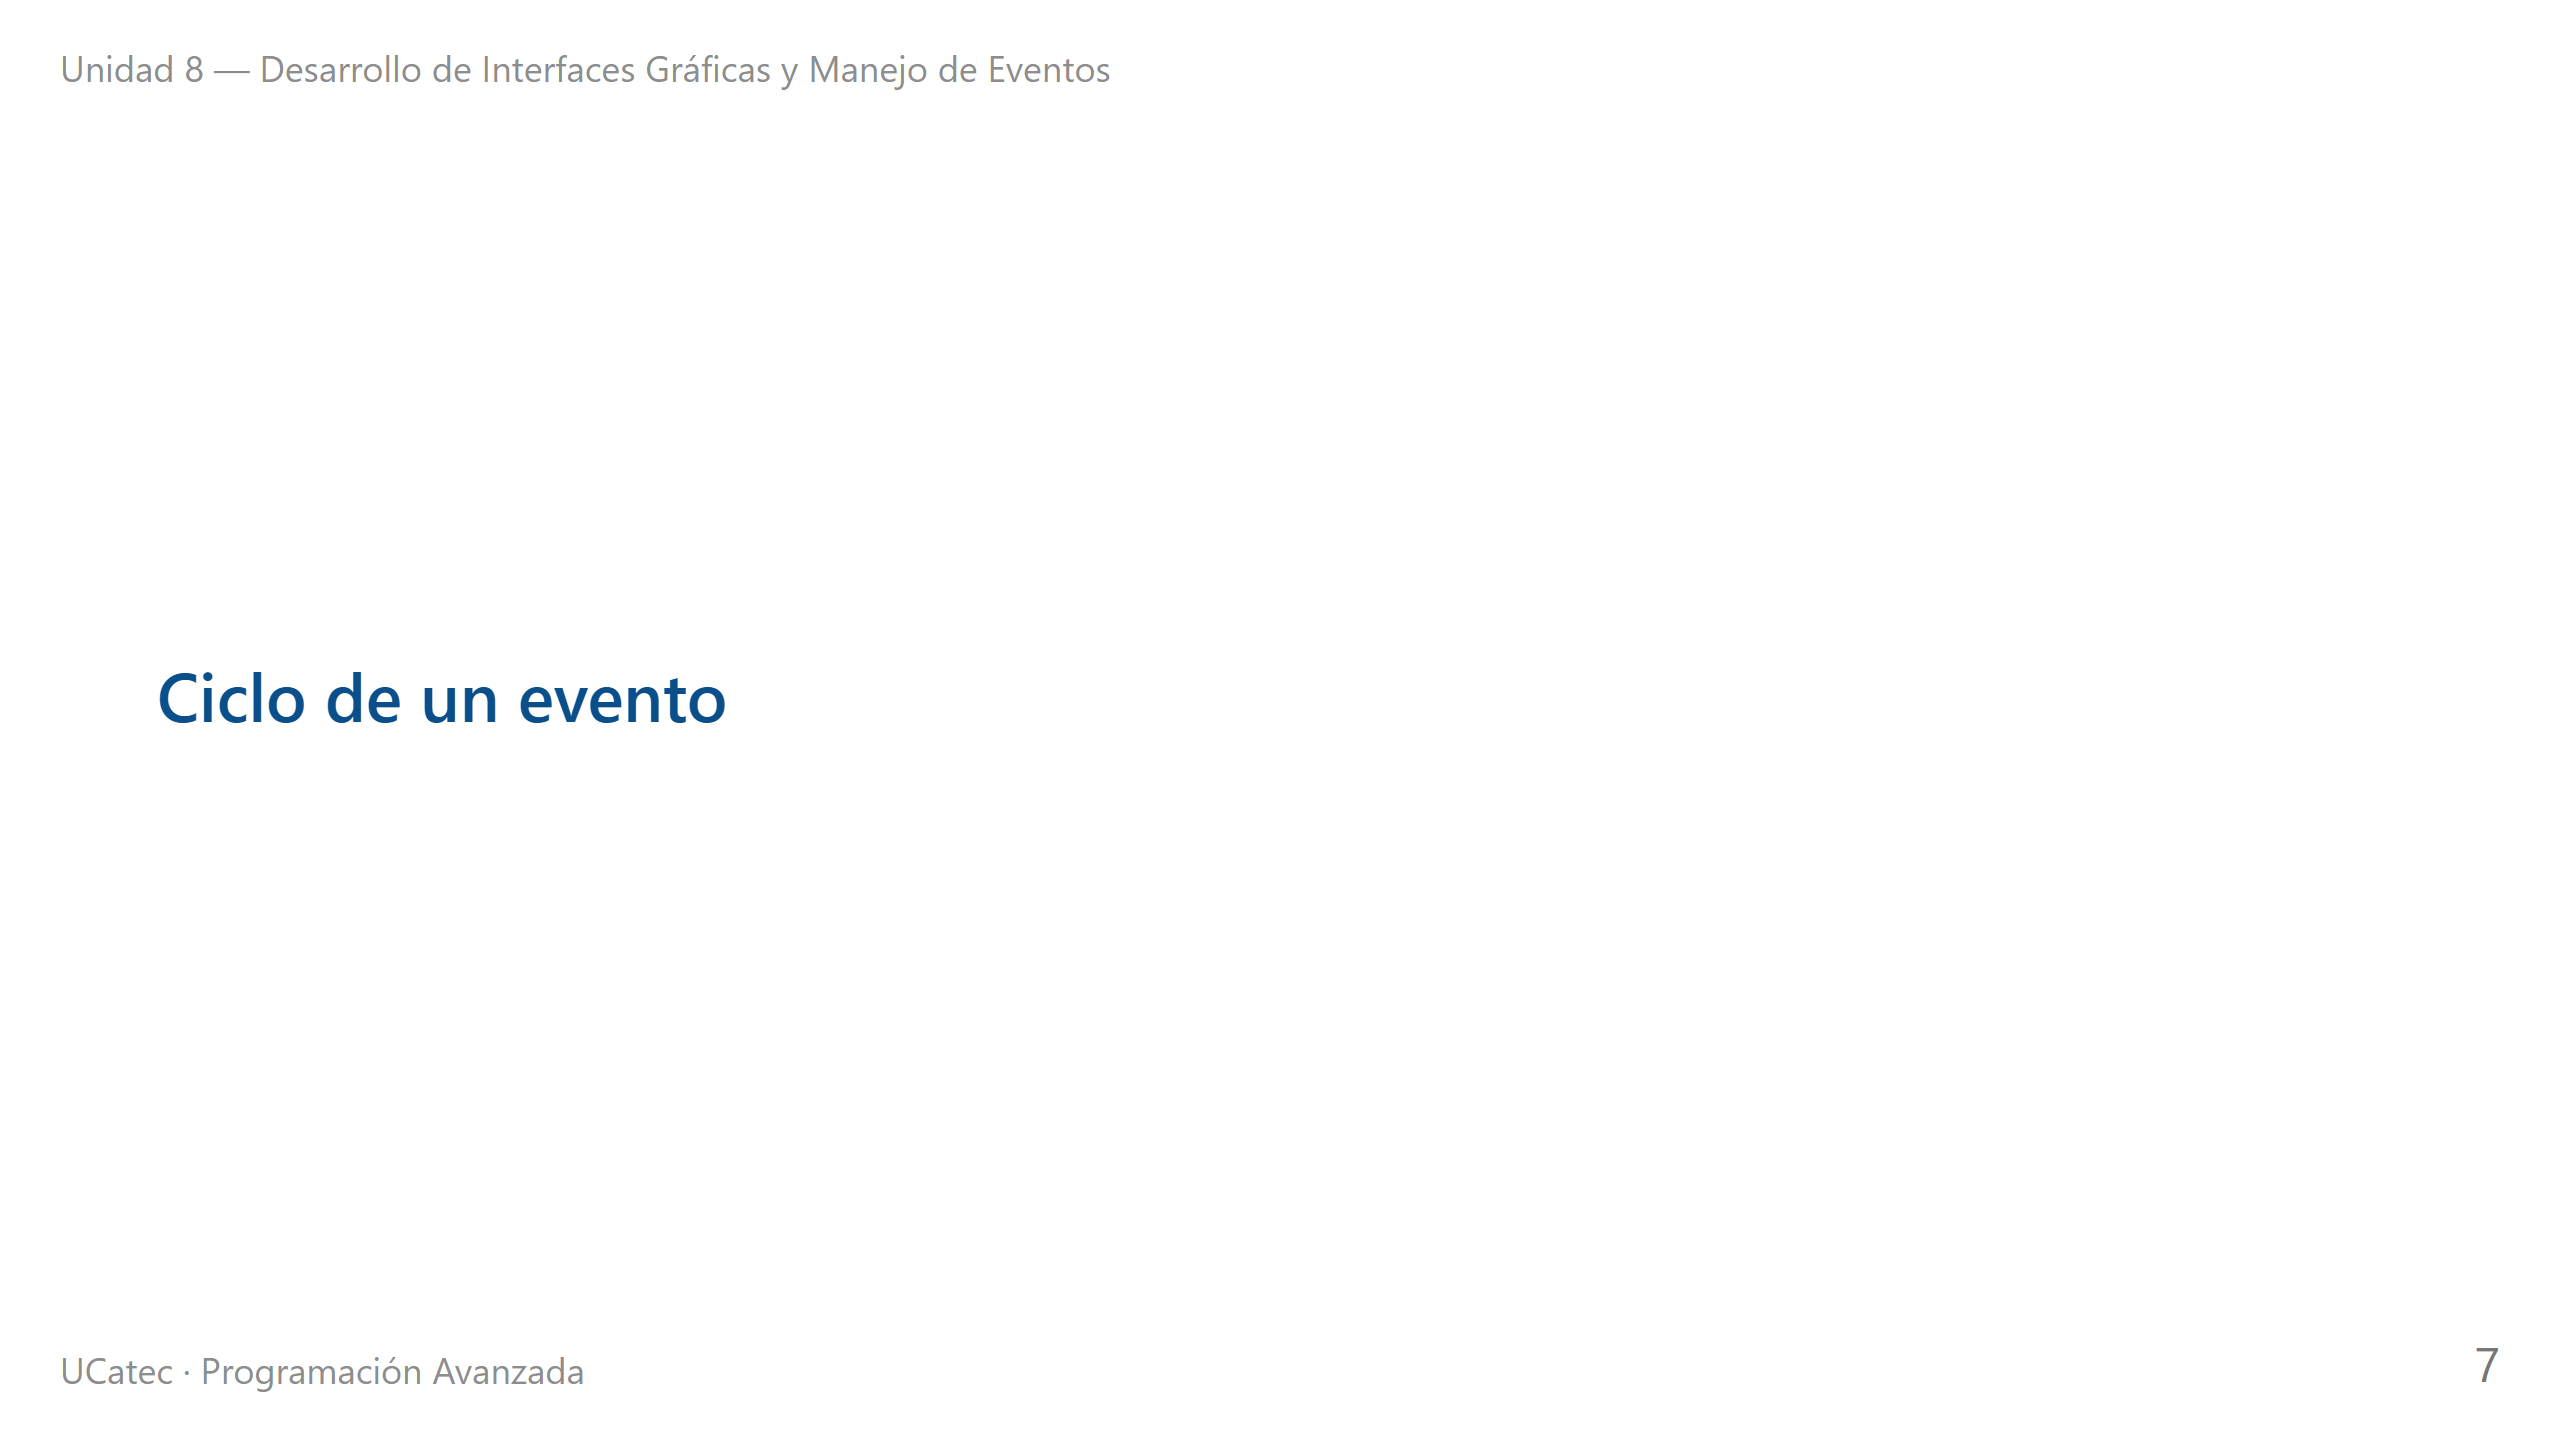 Unidad 8 — Desarrollo de Interfaces Gráficas y Manejo de Eventos
Ciclo de un evento
UCatec · Programación Avanzada
7